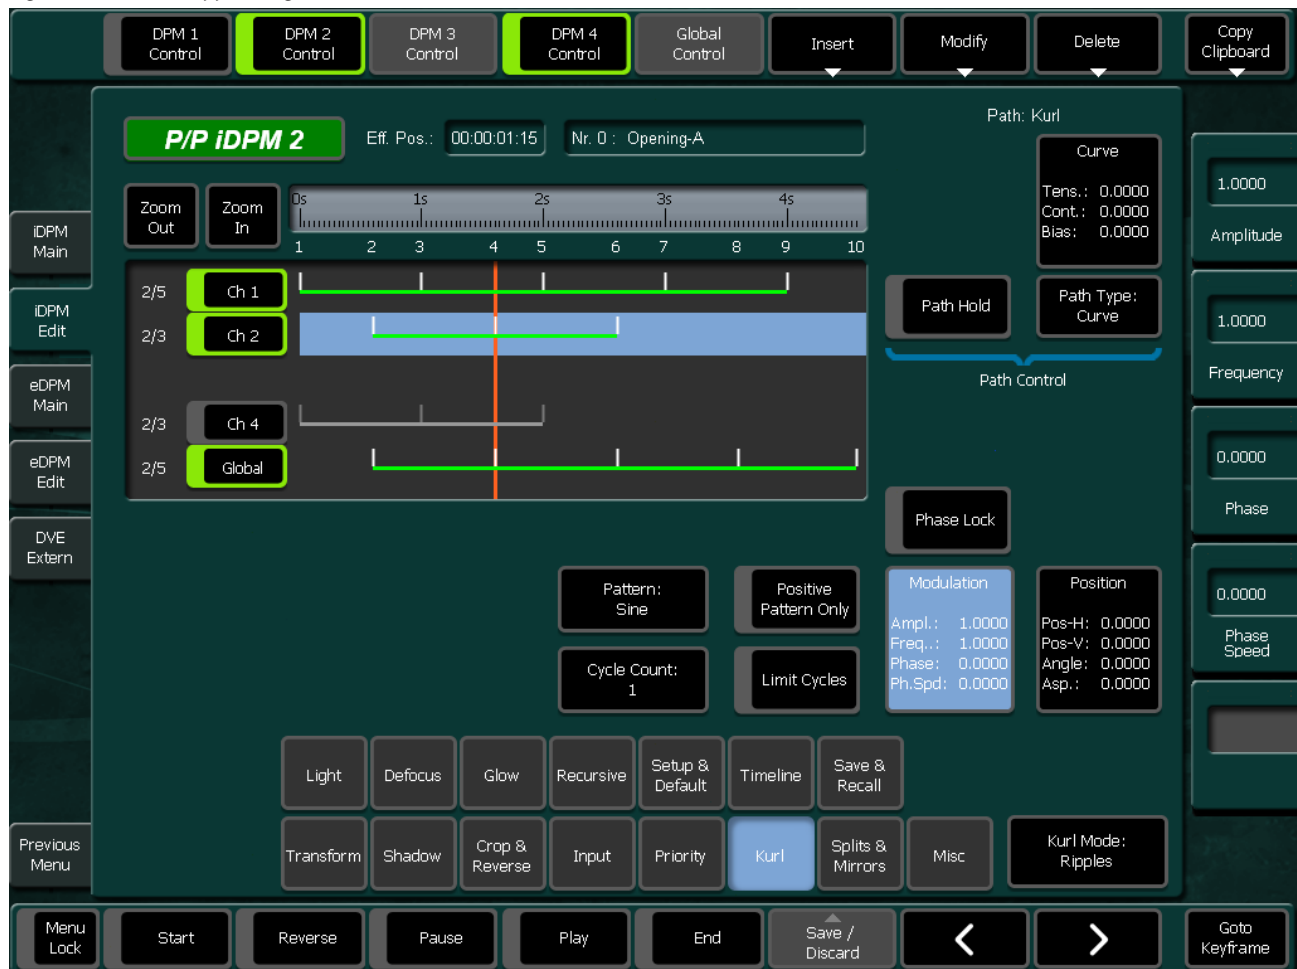 DPM 1
Control
DPM 2
Control
DPM 3
Control
DPM 4
Control
Global
Control
Insert
Modify
Delete
Copy
Clipboard
P/P iDPM 2
Eff. Pos.: 00:00:01:15
Nr. 0 : Opening-A
Path: Kurl
Curve
Tens.: 0.0000
Cont.: 0.0000
Bias: 0.0000
Zoom
Out
Zoom
In
0s 1s 2s 3s 4s
1 2 3 4 5 6 7 8 9 10
2/5 Ch 1
2/3 Ch 2
2/3 Ch 4
2/5 Global
Path Hold
Path Type:
Curve
Path Control
iDPM
Main
iDPM
Edit
eDPM
Main
eDPM
Edit
DVE
Extern
Previous
Menu
1.0000
Amplitude
1.0000
Frequency
0.0000
Phase
0.0000
Phase
Speed
Phase Lock
Pattern:
Sine
Positive
Pattern Only
Cycle Count:
1
Limit Cycles
Modulation
Ampl.: 1.0000
Freq..: 1.0000
Phase: 0.0000
Ph.Spd: 0.0000
Position
Pos-H: 0.0000
Pos-V: 0.0000
Angle: 0.0000
Asp.: 0.0000
Light
Defocus
Glow
Recursive
Setup &
Default
Timeline
Save &
Recall
Transform
Shadow
Crop &
Reverse
Input
Priority
Kurl
Splits &
Mirrors
Misc
Kurl Mode:
Ripples
Menu
Lock
Start
Reverse
Pause
Play
End
Save /
Discard
<
>
Goto
Keyframe